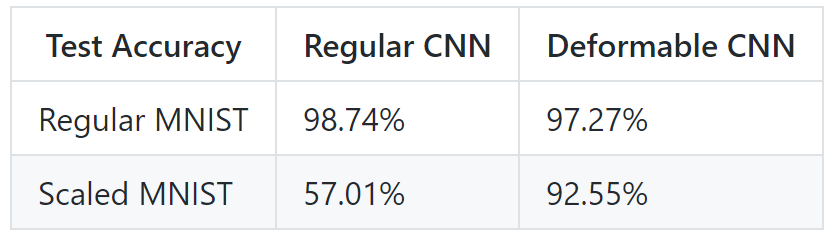 Test Accuracy Regular CNN Deformable CNN
Regular MNIST 98.74% 97.27%
Scaled MNIST 57.01% 92.55%